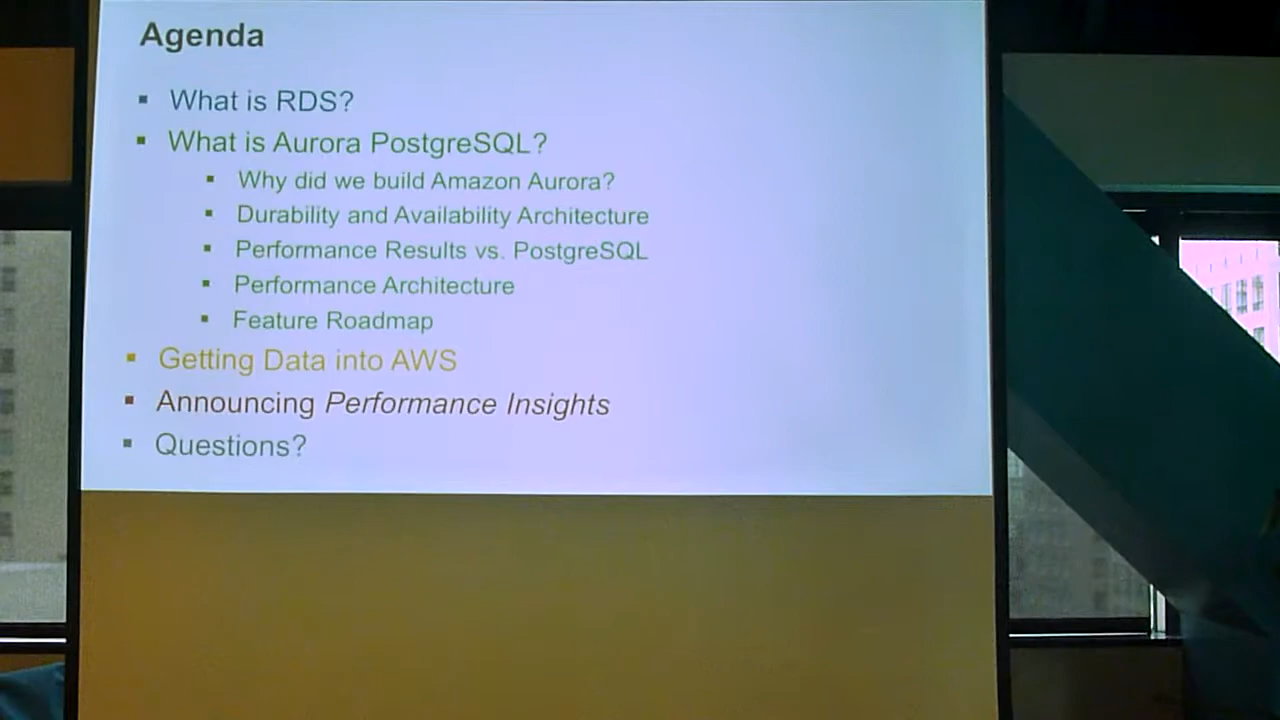 Agenda
▪ What is RDS?
▪ What is Aurora PostgreSQL?
▪ Why did we build Amazon Aurora?
▪ Durability and Availability Architecture
▪ Performance Results vs. PostgreSQL
▪ Performance Architecture
▪ Feature Roadmap
▪ Getting Data into AWS
▪ Announcing Performance Insights
▪ Questions?